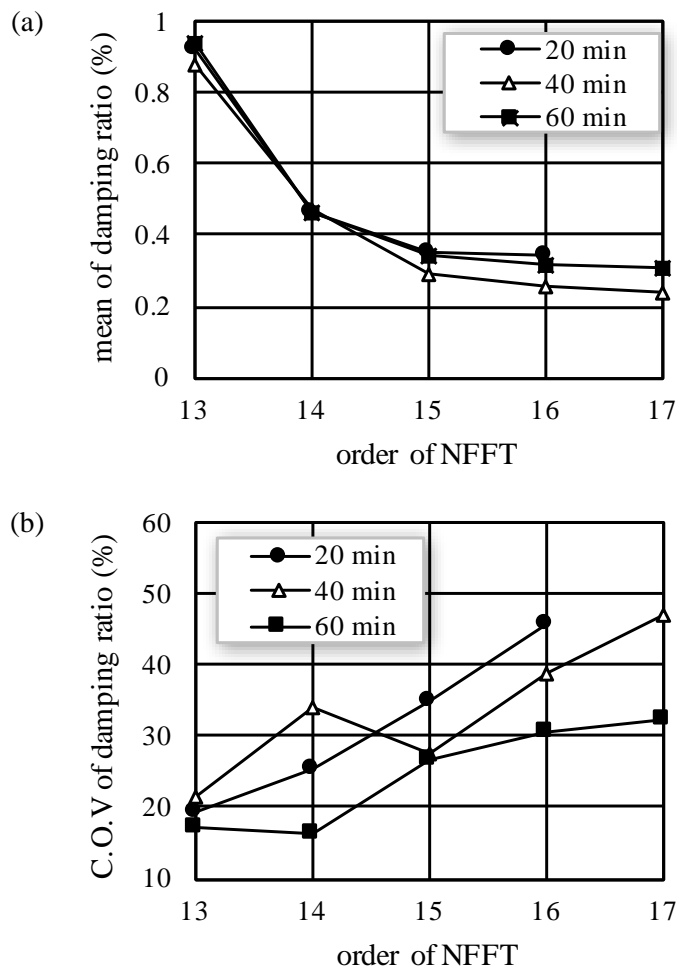 (a)
mean of damping ratio (%)
1
0.8
0.6
0.4
0.2
0
20 min
40 min
60 min
13 14 15 16 17
order of NFFT
(b)
C.O.V of damping ratio (%)
60
50
40
30
20
10
20 min
40 min
60 min
13 14 15 16 17
order of NFFT